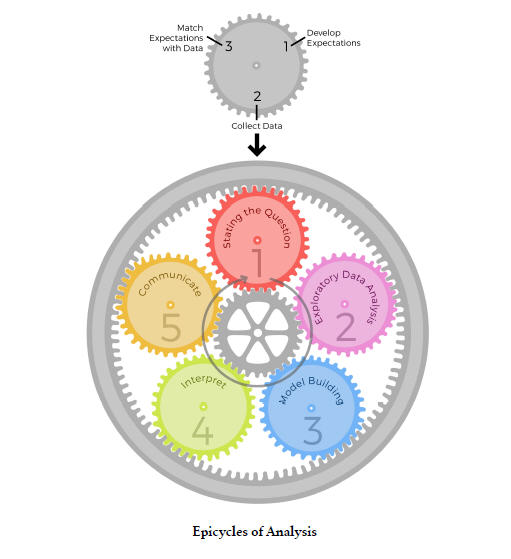 Match
Expectations
with Data
3
1
Develop
Expectations
2
Collect Data
Stating the Question
1
Exploratory Data Analysis
2
Model Building
3
Interpret
4
Communicate
5
Epicycles of Analysis